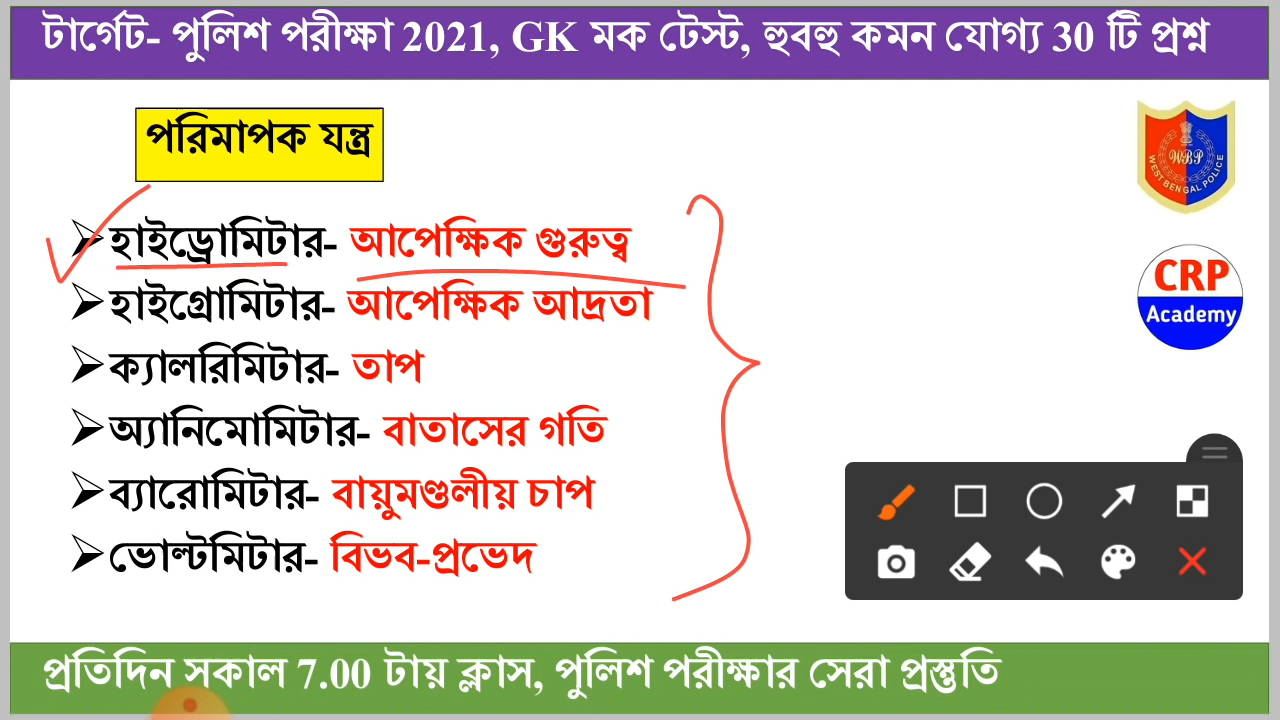 টার্গেট- পুলিশ পরীক্ষা 2021, GK মক টেস্ট, হুবহু কমন যোগ্য 30 টি প্রশ্ন
পরিমাপক যন্ত্র
হাইড্রোমিটার- আপেক্ষিক গুরুত্ব
হাইগ্রোমিটার- আপেক্ষিক আদ্রতা
ক্যালরিমিটার- তাপ
অ্যানিমোমিটার- বাতাসের গতি
ব্যারোমিটার- বায়ুমণ্ডলীয় চাপ
ভোল্টমিটার- বিভব-প্রভেদ
WBP
WEST BENGAL POLICE
CRP
Academy
প্রতিদিন সকাল 7.00 টায় ক্লাস, পুলিশ পরীক্ষার সেরা প্রস্তুতি